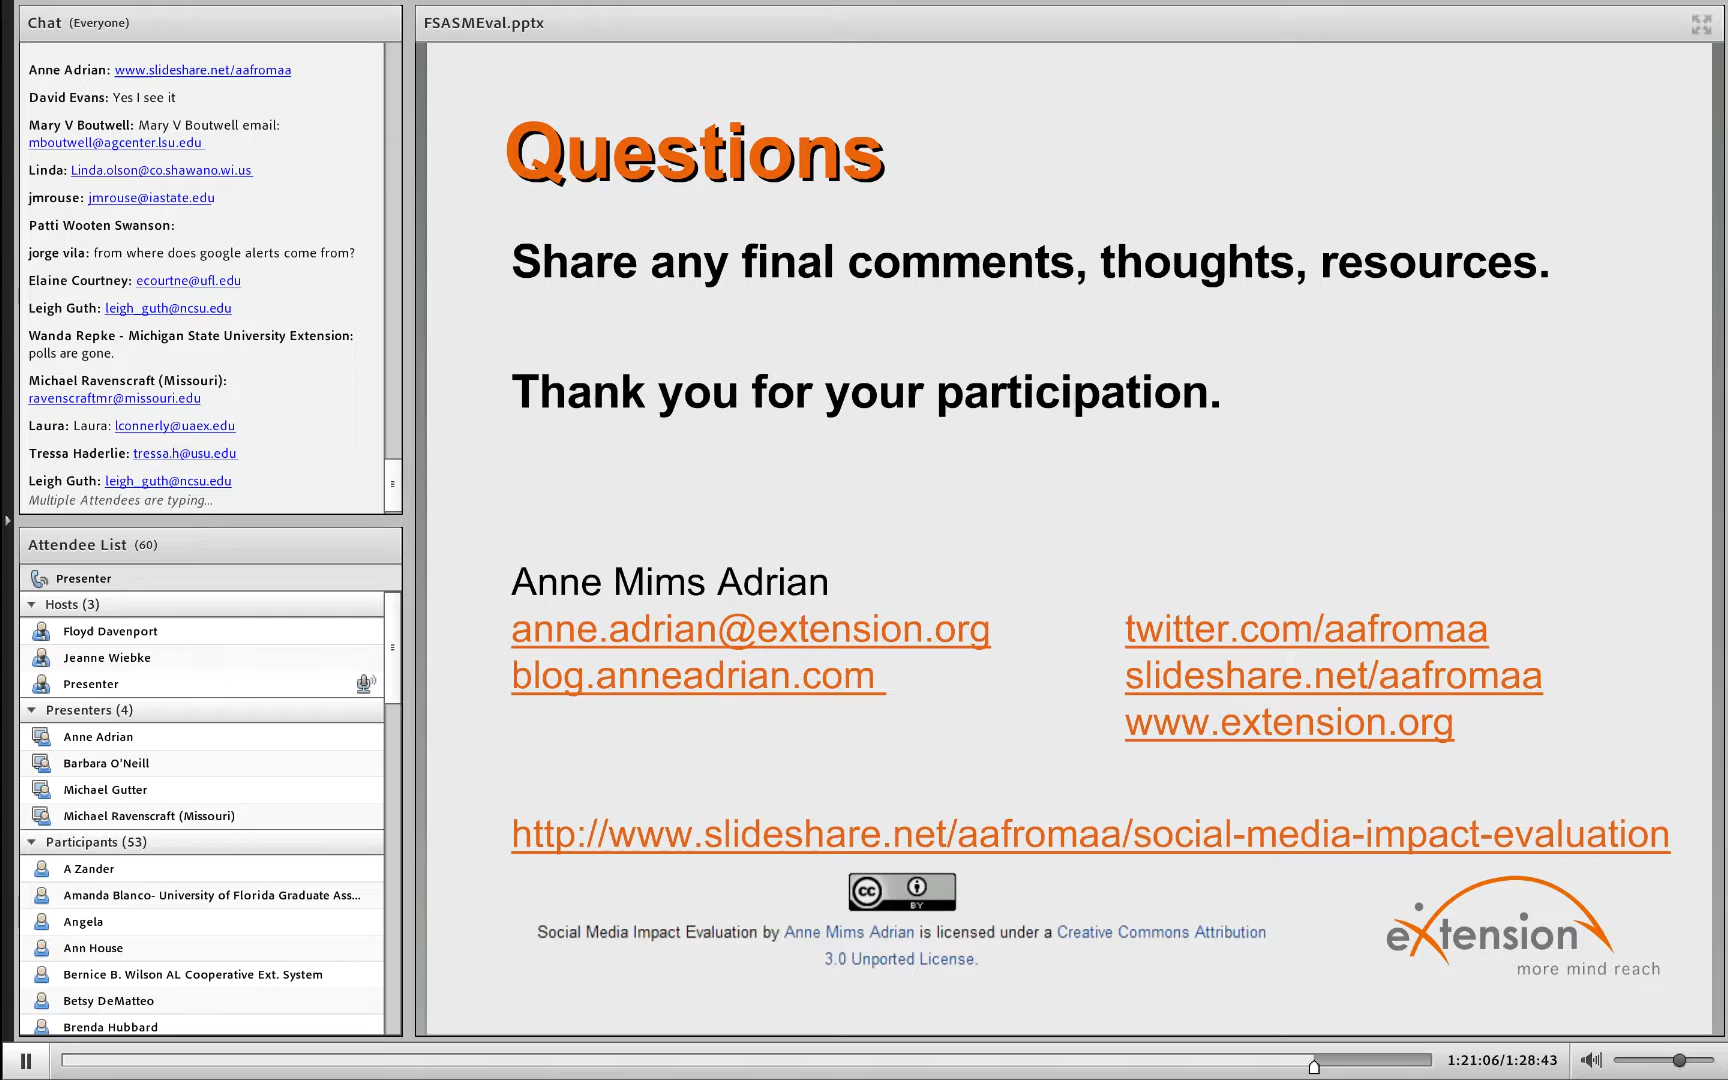 Chat (Everyone)
Anne Adrian: www.slideshare.net/aafromaa
David Evans: Yes I see it
Mary V Boutwell: Mary V Boutwell email:
mboutwell@agcenter.lsu.edu
Linda: Linda.olson@co.shawano.wi.us
jmrouse: jmrouse@iastate.edu
Patti Wooten Swanson:
jorge vila: from where does google alerts come from?
Elaine Courtney: ecourtne@ufl.edu
Leigh Guth: leigh_guth@ncsu.edu
Wanda Repke - Michigan State University Extension:
polls are gone.
Michael Ravenscraft (Missouri):
ravenscraftmr@missouri.edu
Laura: Laura: lconnerly@uaex.edu
Tressa Haderlie: tressa.h@usu.edu
Leigh Guth: leigh_guth@ncsu.edu
Multiple Attendees are typing...
Attendee List (60)
Presenter
Hosts (3)
Floyd Davenport
Jeanne Wiebke
Presenter
Presenters (4)
Anne Adrian
Barbara O'Neill
Michael Gutter
Michael Ravenscraft (Missouri)
Participants (53)
A Zander
Amanda Blanco- University of Florida Graduate Ass...
Angela
Ann House
Bernice B. Wilson AL Cooperative Ext. System
Betsy DeMatteo
Brenda Hubbard
FSASMEval.pptx
Questions
Share any final comments, thoughts, resources.
Thank you for your participation.
Anne Mims Adrian
anne.adrian@extension.org
blog.anneadrian.com
twitter.com/aafromaa
slideshare.net/aafromaa
www.extension.org
http://www.slideshare.net/aafromaa/social-media-impact-evaluation
cc
BY
Social Media Impact Evaluation by Anne Mims Adrian is licensed under a Creative Commons Attribution
3.0 Unported License.
eXtension
more mind reach
1:21:06/1:28:43